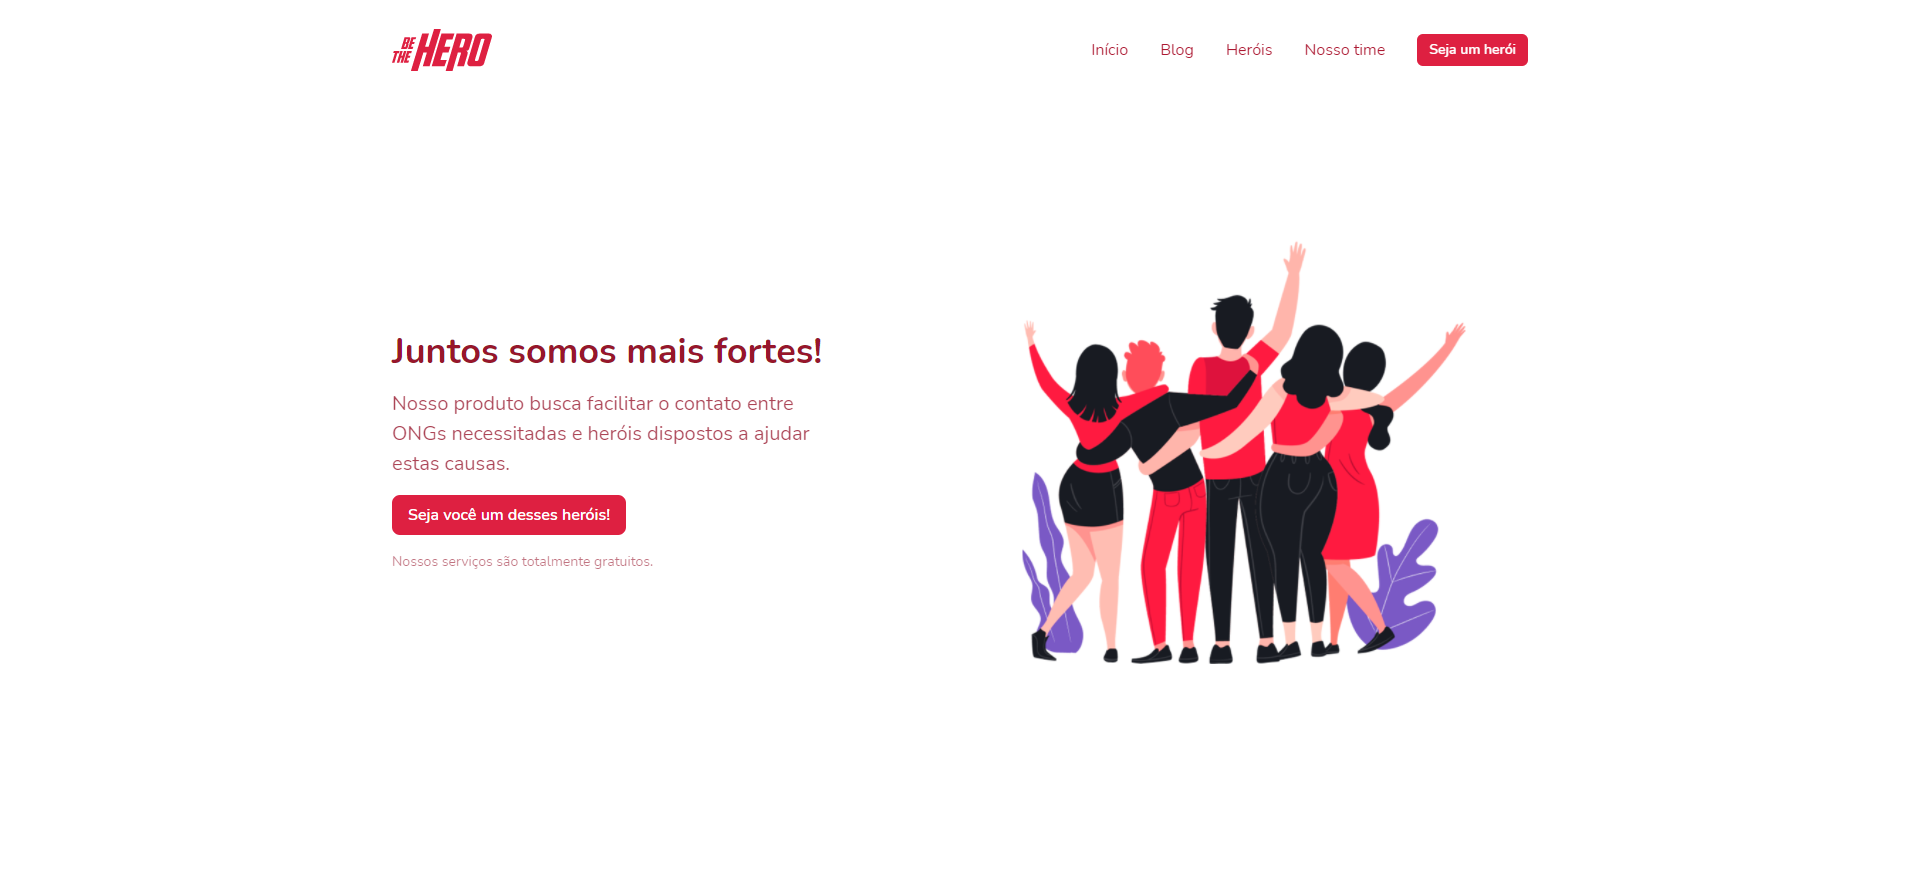 BE THE HERO
Início Blog Heróis Nosso time Seja um herói
Juntos somos mais fortes!
Nosso produto busca facilitar o contato entre
ONGs necessitadas e heróis dispostos a ajudar
estas causas.
Seja você um desses heróis!
Nossos serviços são totalmente gratuitos.